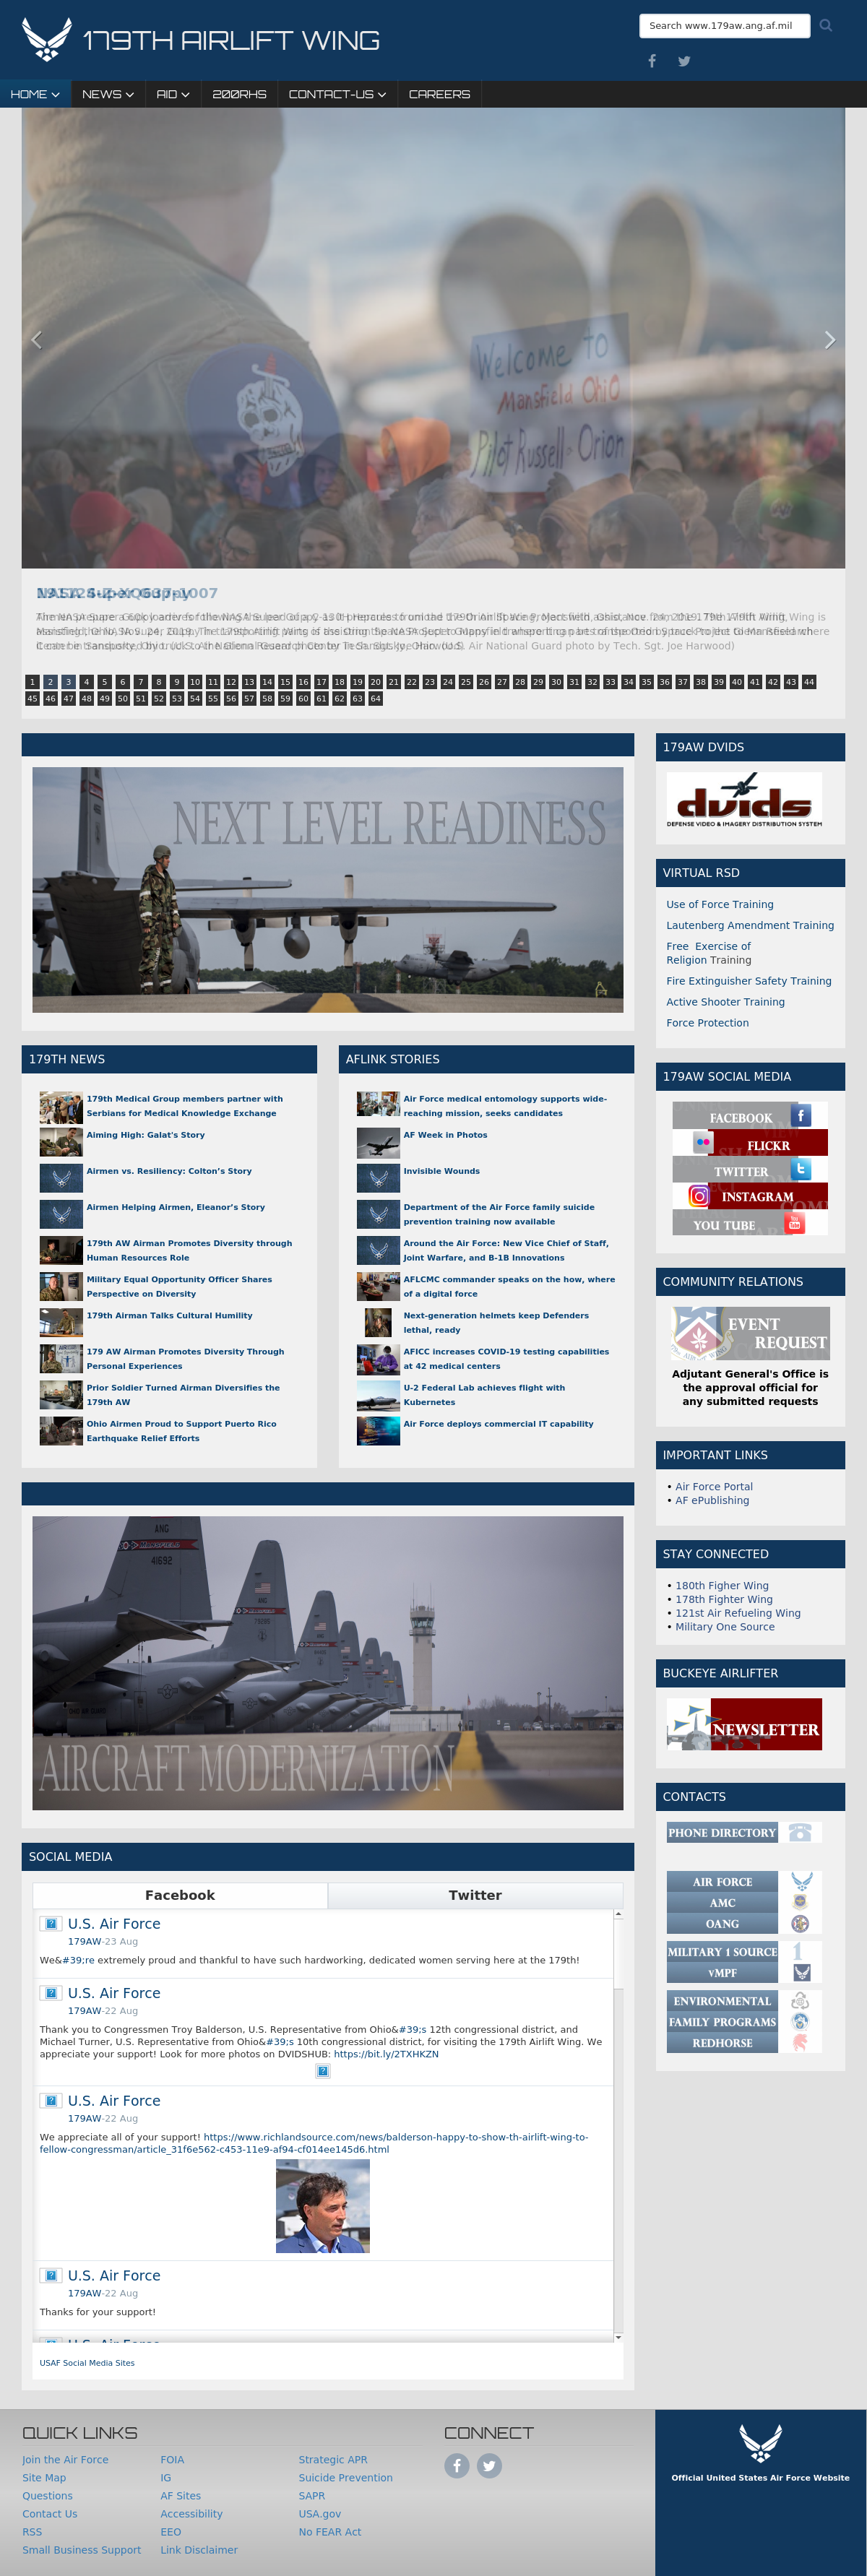 179TH AIRLIFT WING
Search www.179aw.ang.af.mil
HOME NEWS AID 200RHS CONTACT-US CAREERS
Welcome to
Mansfield Ohio
Pilot Russell
Orion
1 2 3 4 5 6 7 8 9 10 11 12 13 14 15 16 17 18 19 20 21 22 23 24 25 26 27 28 29 30 31 32 33 34 35 36 37 38 39 40 41 42 43 44
45 46 47 48 49 50 51 52 53 54 55 56 57 58 59 60 61 62 63 64
NEXT LEVEL READINESS
179TH NEWS
179th Medical Group members partner with
Serbians for Medical Knowledge Exchange
Aiming High: Galat's Story
Airmen vs. Resiliency: Colton’s Story
Airmen Helping Airmen, Eleanor’s Story
179th AW Airman Promotes Diversity through
Human Resources Role
Military Equal Opportunity Officer Shares
Perspective on Diversity
179th Airman Talks Cultural Humility
179 AW Airman Promotes Diversity Through
Personal Experiences
Prior Soldier Turned Airman Diversifies the
179th AW
Ohio Airmen Proud to Support Puerto Rico
Earthquake Relief Efforts
AFLINK STORIES
Air Force medical entomology supports wide-
reaching mission, seeks candidates
AF Week in Photos
Invisible Wounds
Department of the Air Force family suicide
prevention training now available
Around the Air Force: New Vice Chief of Staff,
Joint Warfare, and B-1B Innovations
AFLCMC commander speaks on the how, where
of a digital force
Next-generation helmets keep Defenders
lethal, ready
AFICC increases COVID-19 testing capabilities
at 42 medical centers
U-2 Federal Lab achieves flight with
Kubernetes
Air Force deploys commercial IT capability
MANSFIELD
41692
AIRCRAFT MODERNIZATION
SOCIAL MEDIA
Facebook Twitter
U.S. Air Force
179AW-23 Aug
We&#39;re extremely proud and thankful to have such hardworking, dedicated women serving here at the 179th!
U.S. Air Force
179AW-22 Aug
Thank you to Congressmen Troy Balderson, U.S. Representative from Ohio&#39;s 12th congressional district, and
Michael Turner, U.S. Representative from Ohio&#39;s 10th congressional district, for visiting the 179th Airlift Wing. We
appreciate your support! Look for more photos on DVIDSHUB: https://bit.ly/2TXHKZN
U.S. Air Force
179AW-22 Aug
We appreciate all of your support! https://www.richlandsource.com/news/balderson-happy-to-show-th-airlift-wing-to-
fellow-congressman/article_31f6e562-c453-11e9-af94-cf014ee145d6.html
U.S. Air Force
179AW-22 Aug
Thanks for your support!
U.S. Air Force
USAF Social Media Sites
179AW DVIDS
dvids
DEFENSE VIDEO & IMAGERY DISTRIBUTION SYSTEM
VIRTUAL RSD
Use of Force Training
Lautenberg Amendment Training
Free Exercise of
Religion Training
Fire Extinguisher Safety Training
Active Shooter Training
Force Protection
179AW SOCIAL MEDIA
FACEBOOK
FLICKR
TWITTER
INSTAGRAM
YOU TUBE
COMMUNITY RELATIONS
EVENT
REQUEST
Adjutant General's Office is
the approval official for
any submitted requests
IMPORTANT LINKS
• Air Force Portal
• AF ePublishing
STAY CONNECTED
• 180th Figher Wing
• 178th Fighter Wing
• 121st Air Refueling Wing
• Military One Source
BUCKEYE AIRLIFTER
NEWSLETTER
CONTACTS
PHONE DIRECTORY
AIR FORCE
AMC
OANG
MILITARY 1 SOURCE
vMPF
ENVIRONMENTAL
FAMILY PROGRAMS
REDHORSE
QUICK LINKS
Join the Air Force
Site Map
Questions
Contact Us
RSS
Small Business Support
FOIA
IG
AF Sites
Accessibility
EEO
Link Disclaimer
Strategic APR
Suicide Prevention
SAPR
USA.gov
No FEAR Act
CONNECT
Official United States Air Force Website